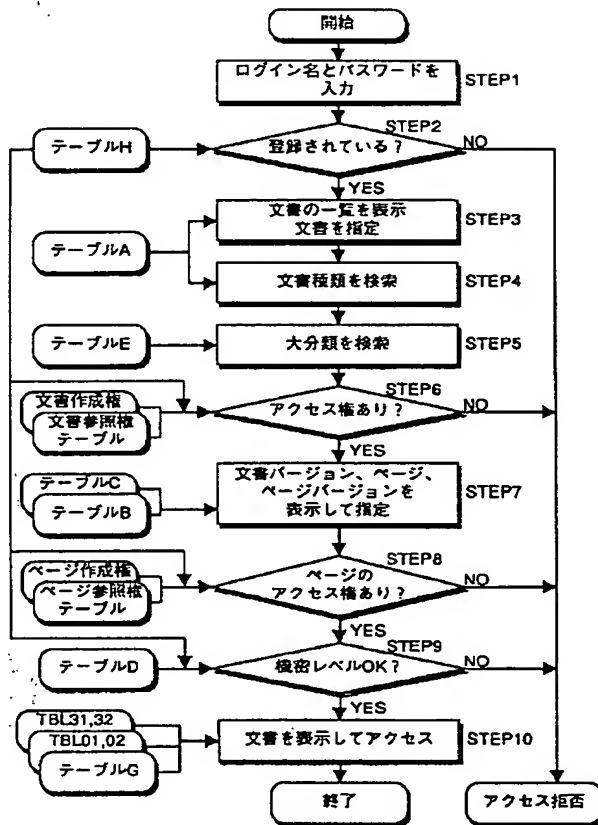 開始
ログイン名とパスワードを
入力
STEP1
STEP2
テーブルH
登録されている？
NO
YES
文書の一覧を表示
文書を指定
STEP3
テーブルA
文書種類を検索
STEP4
テーブルE
大分類を検索
STEP5
STEP6
文書作成権
文書参照権
テーブル
アクセス権あり？
NO
YES
文書バージョン、ページ、
ページバージョンを
表示して指定
STEP7
テーブルC
テーブルB
STEP8
ページ作成権
ページ参照権
テーブル
ページの
アクセス権あり？
NO
YES
STEP9
テーブルD
機密レベルOK？
NO
YES
TBL31,32
TBL01,02
テーブルG
文書を表示してアクセス
STEP10
終了
アクセス拒否